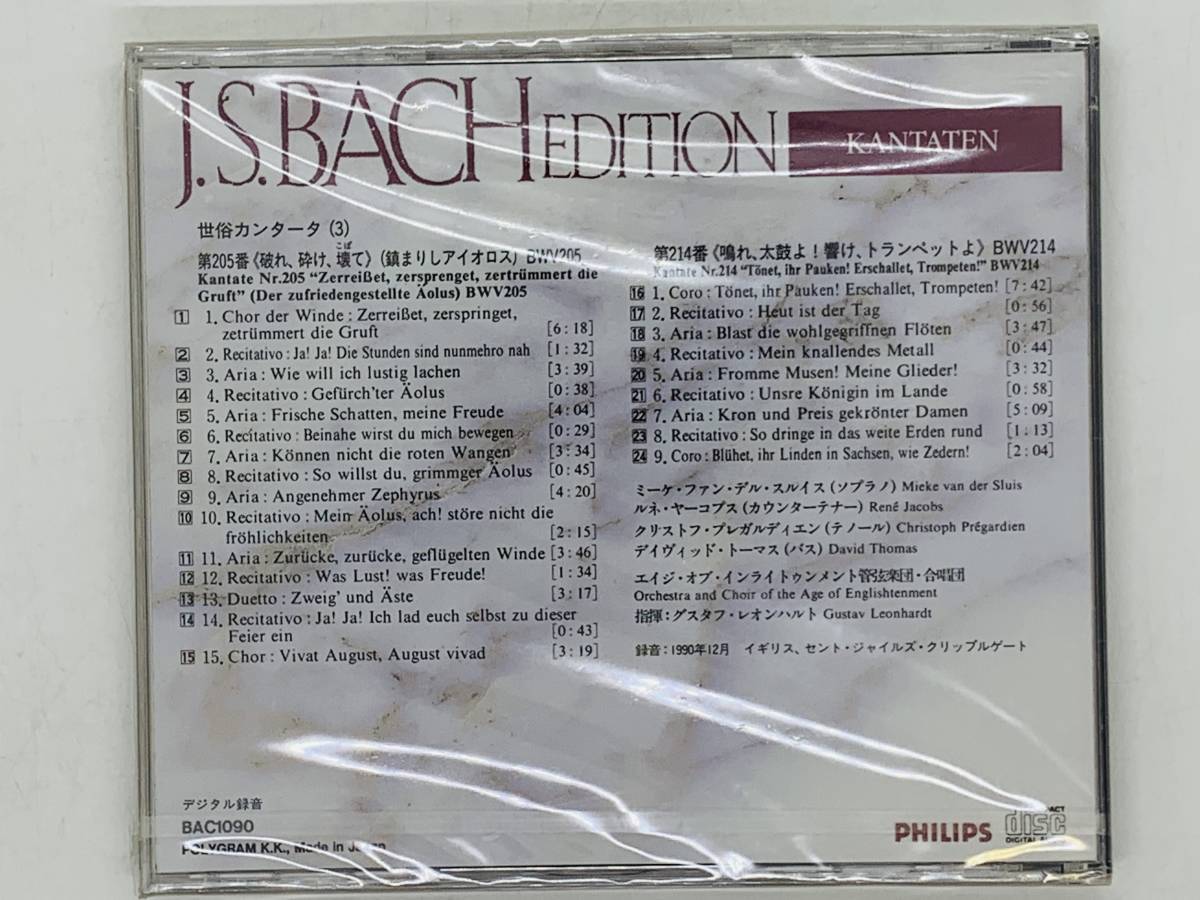 J.S.BACH EDITION
KANTATEN
世俗カンタータ(3)
第205番《破れ、砕け、壊て》(鎮まりしアイオロス) BWV205
こぼ
Kantate Nr.205 “Zerreißet, zersprenget, zertrümmert die
Gruft” (Der zufriedengestellte Äolus) BWV205
1 1. Chor der Winde : Zerreißet, zerspringet,
zetrümmert die Gruft [6 : 18]
2 2. Recitativo : Ja! Ja! Die Stunden sind nunmehro nah [1 : 32]
3 3. Aria : Wie will ich lustig lachen [3 : 39]
4 4. Recitativo : Gefürch'ter Äolus [0 : 38]
5 5. Aria : Frische Schatten, meine Freude [4 : 04]
6 6. Recitativo : Beinahe wirst du mich bewegen [0 : 29]
7 7. Aria : Können nicht die roten Wangen [3 : 34]
8 8. Recitativo : So willst du, grimmger Äolus [0 : 45]
9 9. Aria : Angenehmer Zephyrus [4 : 20]
10 10. Recitativo : Mein Äolus, ach! störe nicht die
fröhlichkeiten [2 : 15]
11 11. Aria : Zurücke, zurücke, geflügelten Winde [3 : 46]
12 12. Recitativo : Was Lust! was Freude! [1 : 34]
13 13. Duetto : Zweig' und Äste [3 : 17]
14 14. Recitativo : Ja! Ja! Ich lad euch selbst zu dieser
Feier ein [0 : 43]
15 15. Chor : Vivat August, August vivad [3 : 19]
第214番《鳴れ、太鼓よ！響け、トランペットよ》BWV214
Kantate Nr.214 “Tönet, ihr Pauken! Erschallet, Trompeten!” BWV214
16 1. Coro : Tönet, ihr Pauken! Erschallet, Trompeten! [7 : 42]
17 2. Recitativo : Heut ist der Tag [0 : 56]
18 3. Aria : Blast die wohlgegriffnen Flöten [3 : 47]
19 4. Recitativo : Mein knallendes Metall [0 : 44]
20 5. Aria : Fromme Musen! Meine Glieder! [3 : 32]
21 6. Recitativo : Unsre Königin im Lande [0 : 58]
22 7. Aria : Kron und Preis gekrönter Damen [5 : 09]
23 8. Recitativo : So dringe in das weite Erden rund [1 : 13]
24 9. Coro : Blühet, ihr Linden in Sachsen, wie Zedern! [2 : 04]
ミーケ・ファン・デル・スルイス(ソプラノ) Mieke van der Sluis
ルネ・ヤーコプス(カウンターテナー) René Jacobs
クリストフ・プレガルディエン(テノール) Christoph Prégardien
デイヴィッド・トーマス(バス) David Thomas
エイジ・オブ・インライトゥンメント管弦楽団・合唱団
Orchestra and Choir of the Age of Englishtenment
指揮：グスタフ・レオンハルト Gustav Leonhardt
録音：1990年12月 イギリス、セント・ジャイルズ・クリップルゲート
デジタル録音
BAC1090
POLYGRAM K.K., Made in Japan
PHILIPS
disc
DIGITAL